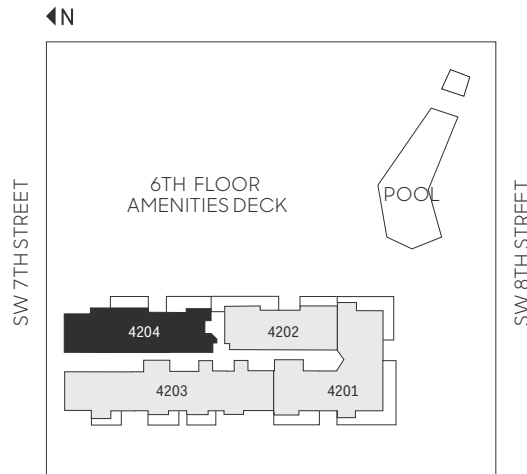 N
6TH FLOOR
AMENITIES DECK
POOL
SW 7TH STREET
SW 8TH STREET
4204
4202
4203
4201